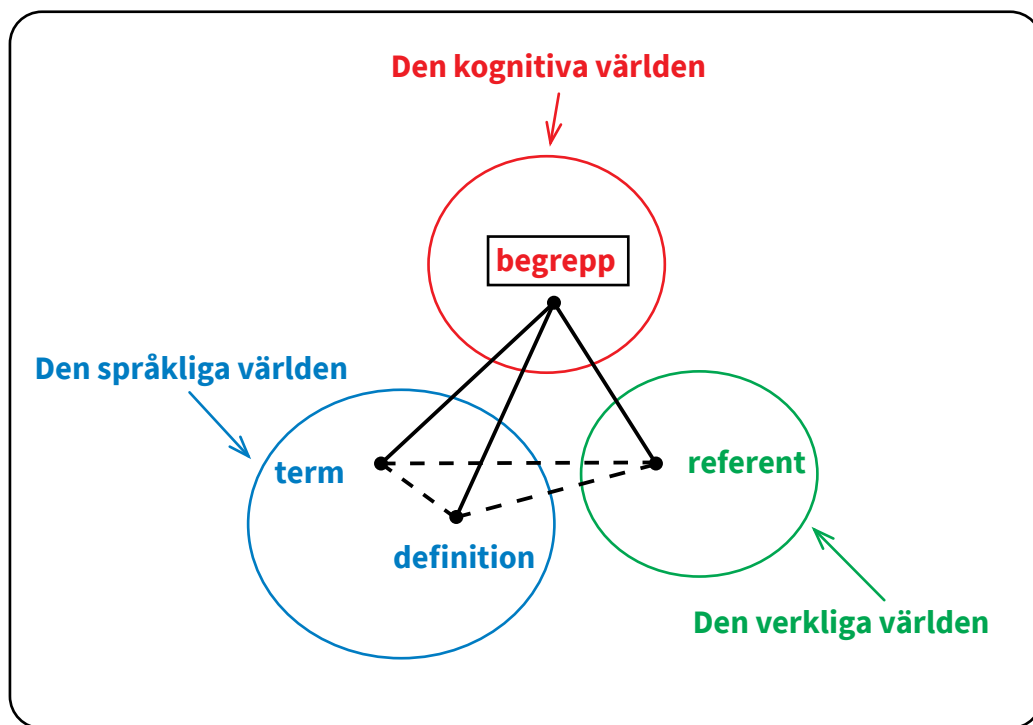 Den kognitiva världen
begrepp
Den språkliga världen
term
referent
definition
Den verkliga världen